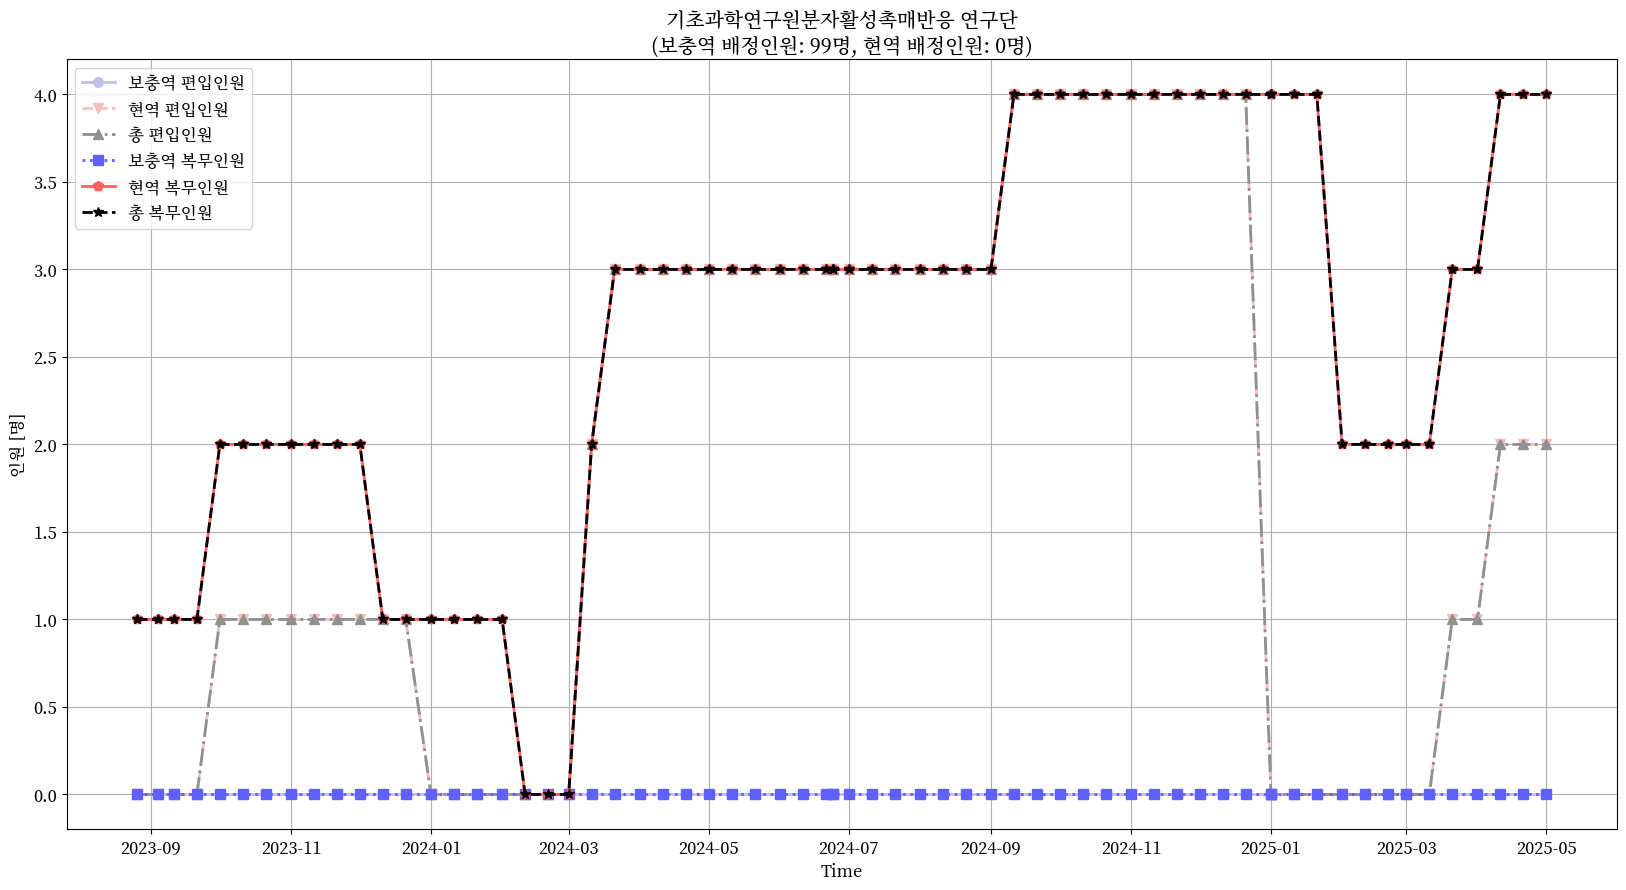 기초과학연구원분자활성촉매반응 연구단
(보충역 배정인원: 99명, 현역 배정인원: 0명)
보충역 편입인원
현역 편입인원
총 편입인원
보충역 복무인원
현역 복무인원
총 복무인원
4.0
3.5
3.0
2.5
2.0
1.5
1.0
0.5
0.0
인원 [명]
2023-09
2023-11
2024-01
2024-03
2024-05
2024-07
2024-09
2024-11
2025-01
2025-03
2025-05
Time